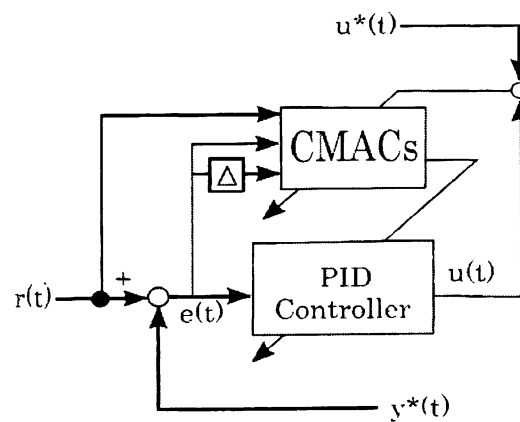 u*(t)
CMACs
Δ
PID
Controller
u(t)
+
r(t)
e(t)
y*(t)